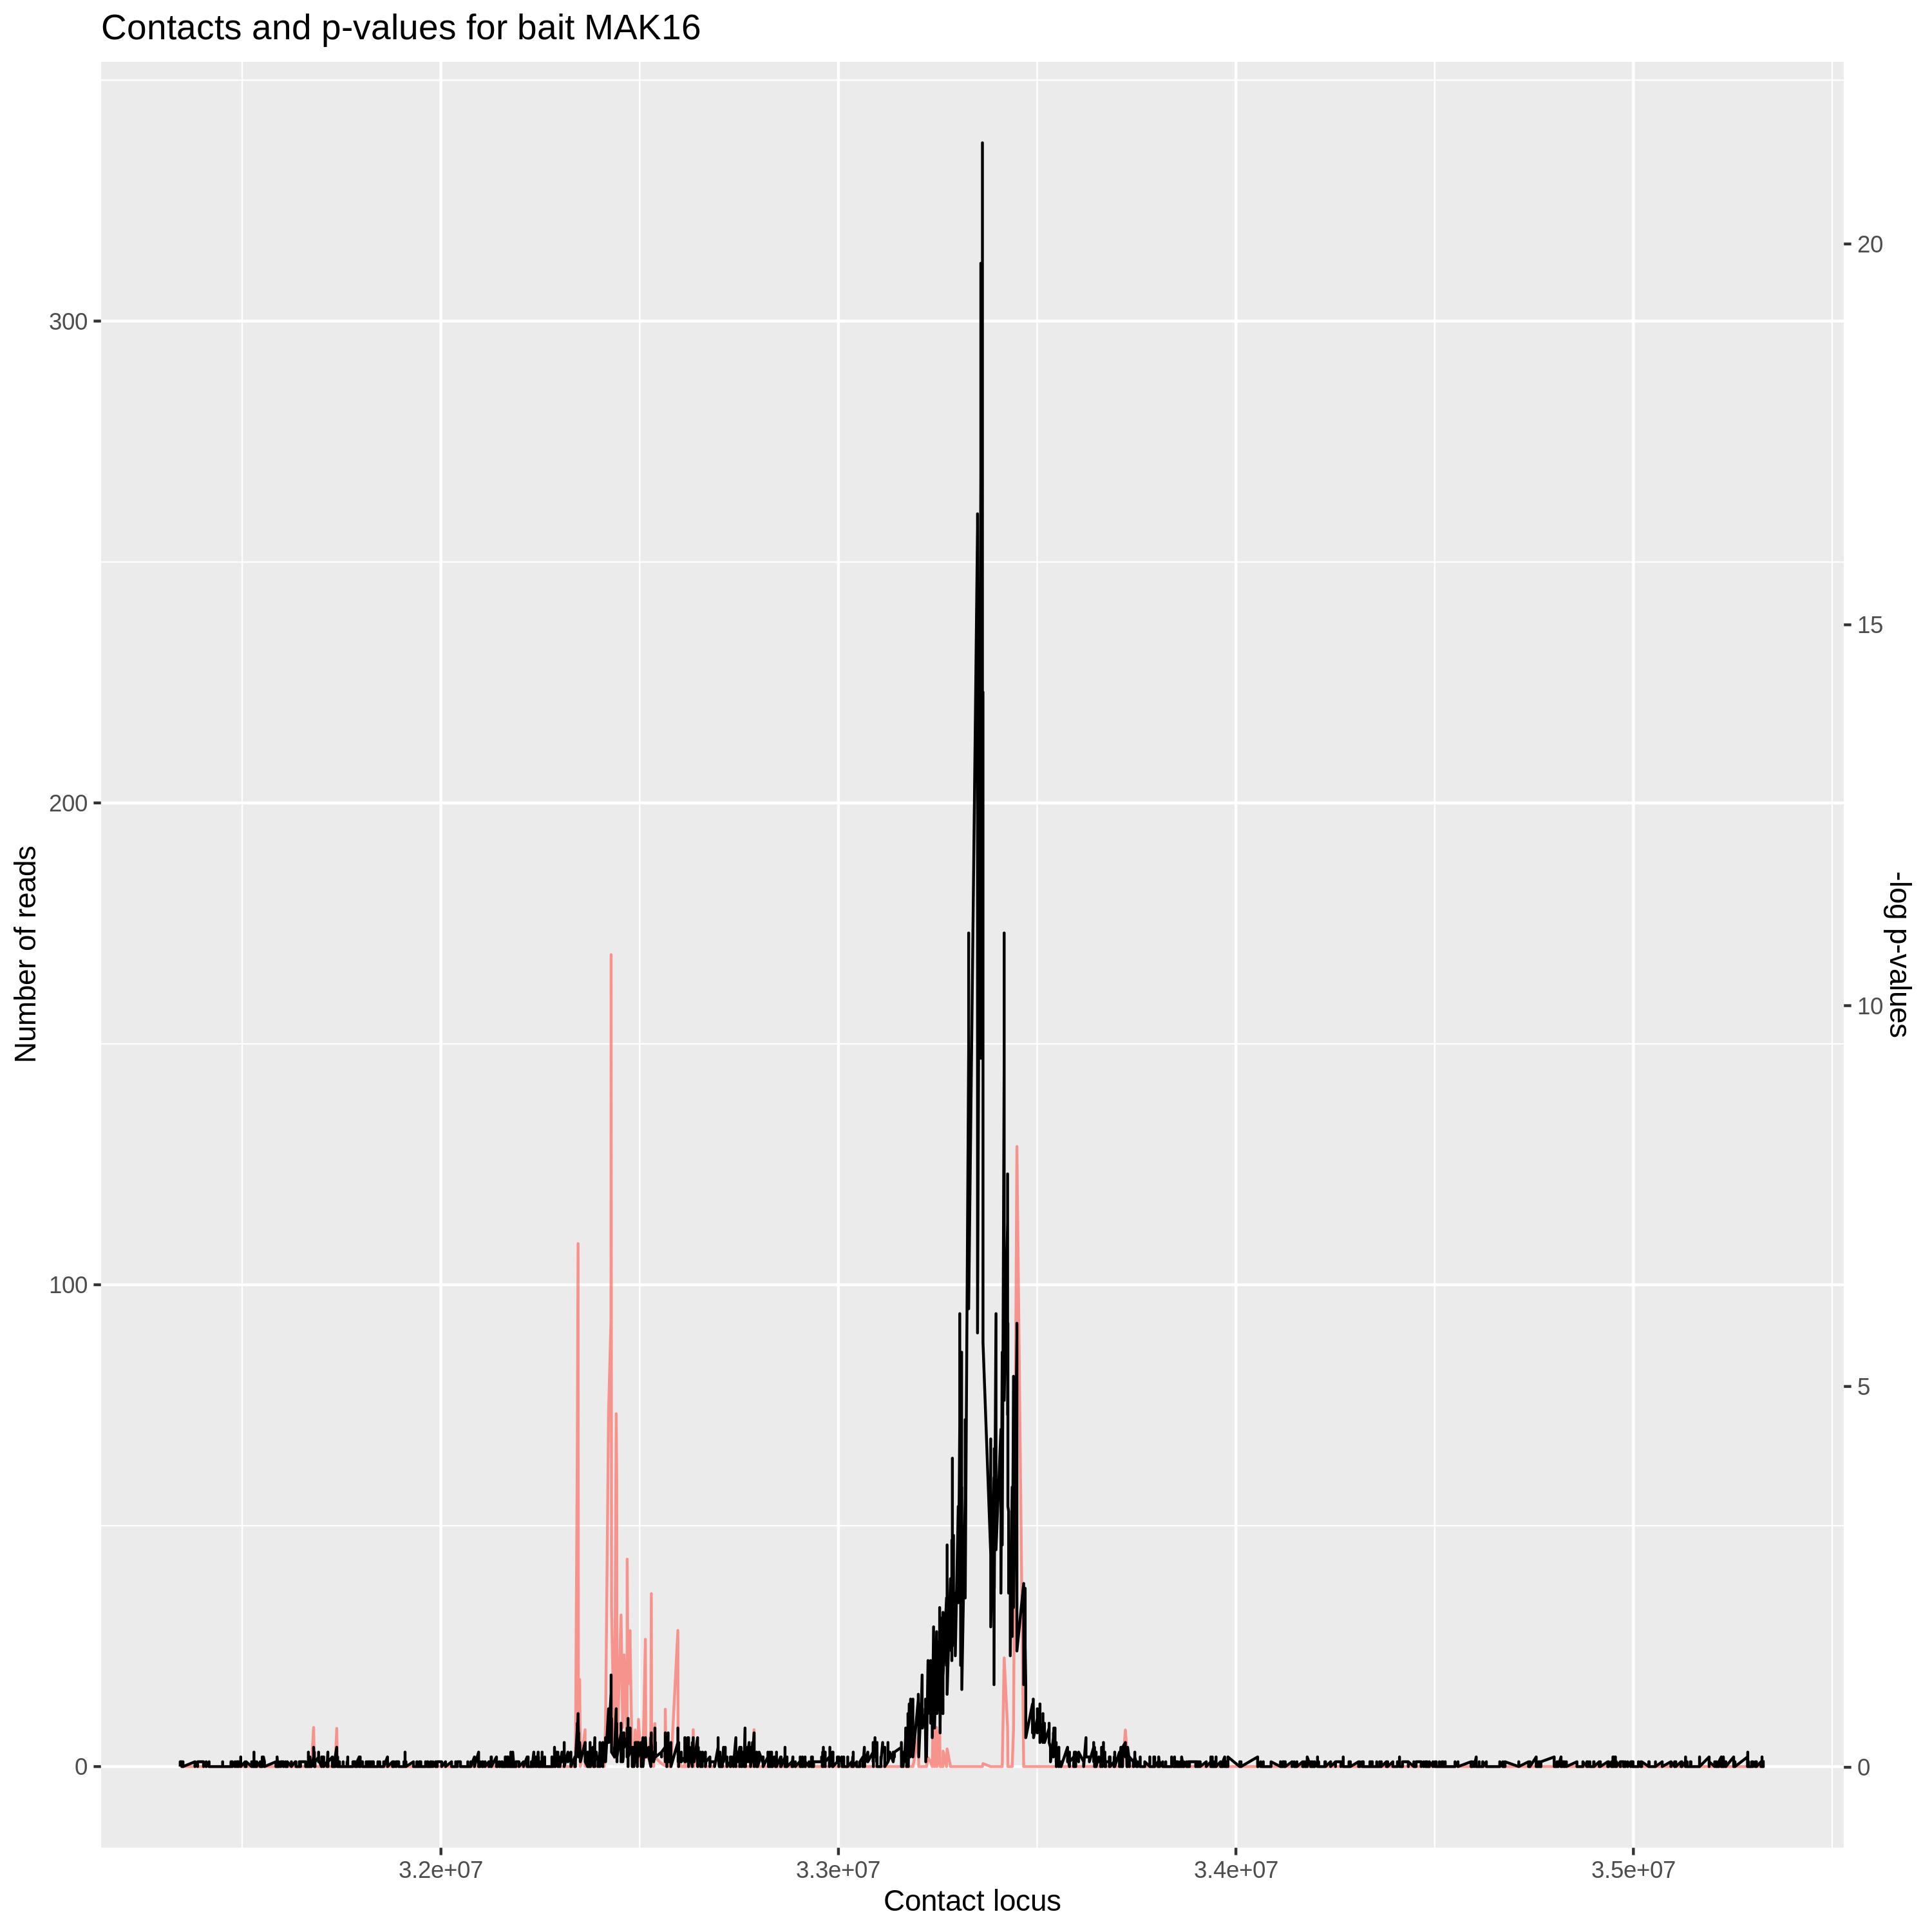 Contacts and p-values for bait MAK16
300
200
100
0
Number of reads
20
15
10
5
0
-log p-values
3.2e+07
3.3e+07
3.4e+07
3.5e+07
Contact locus